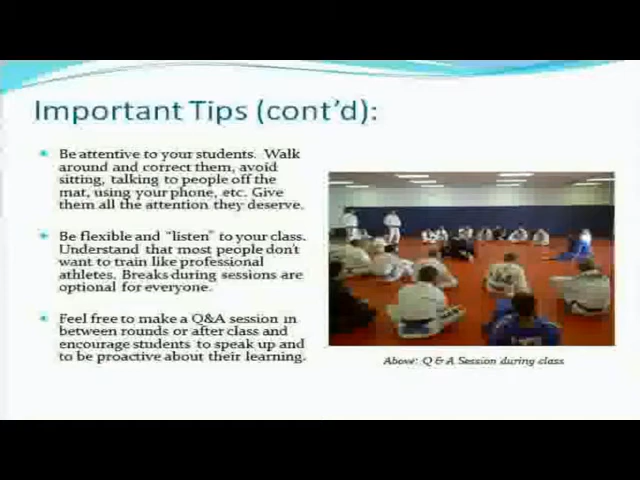 Important Tips (cont'd):
Be attentive to your students.  Walk
around and correct them, avoid
sitting, talking to people off the
mat, using your phone, etc. Give
them all the attention they deserve.
Be flexible and "listen" to your class.
Understand that most people don't
want to train like professional
athletes. Breaks during sessions are
optional for everyone.
Feel free to make a Q&A session in
between rounds or after class and
encourage students to speak up and
to be proactive about their learning.
Above: Q & A Session during class